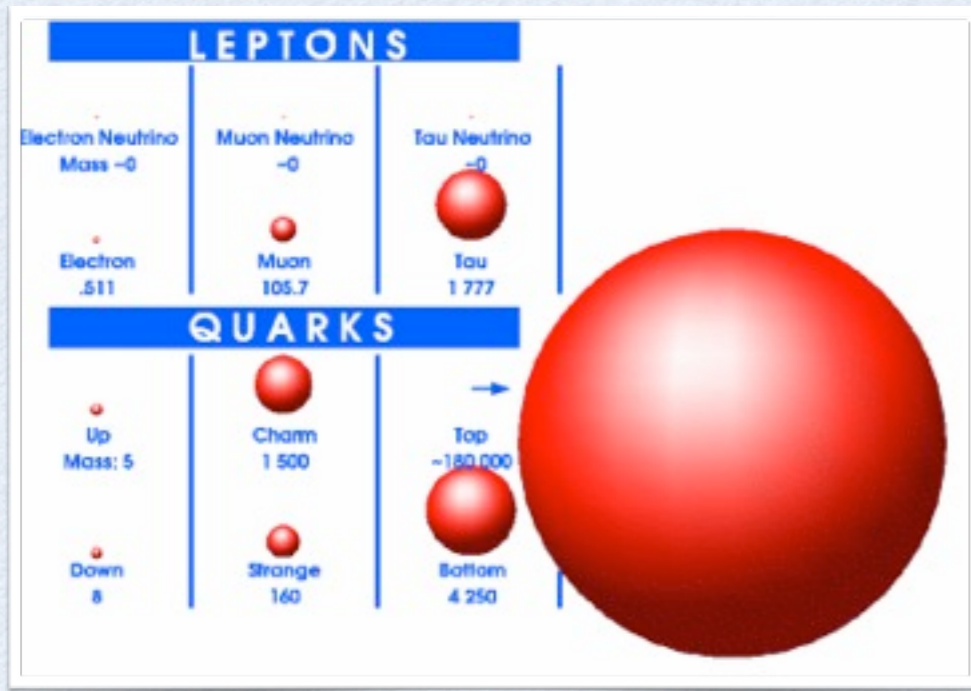 LEPTONS
Electron Neutrino Muon Neutrino Tau Neutrino
Mass ~0 ~0 ~0
Electron Muon Tau
.511 105.7 1 777
QUARKS
Up Charm Top
Mass: 5 1 500 ~180 000
Down Strange Bottom
8 160 4 250